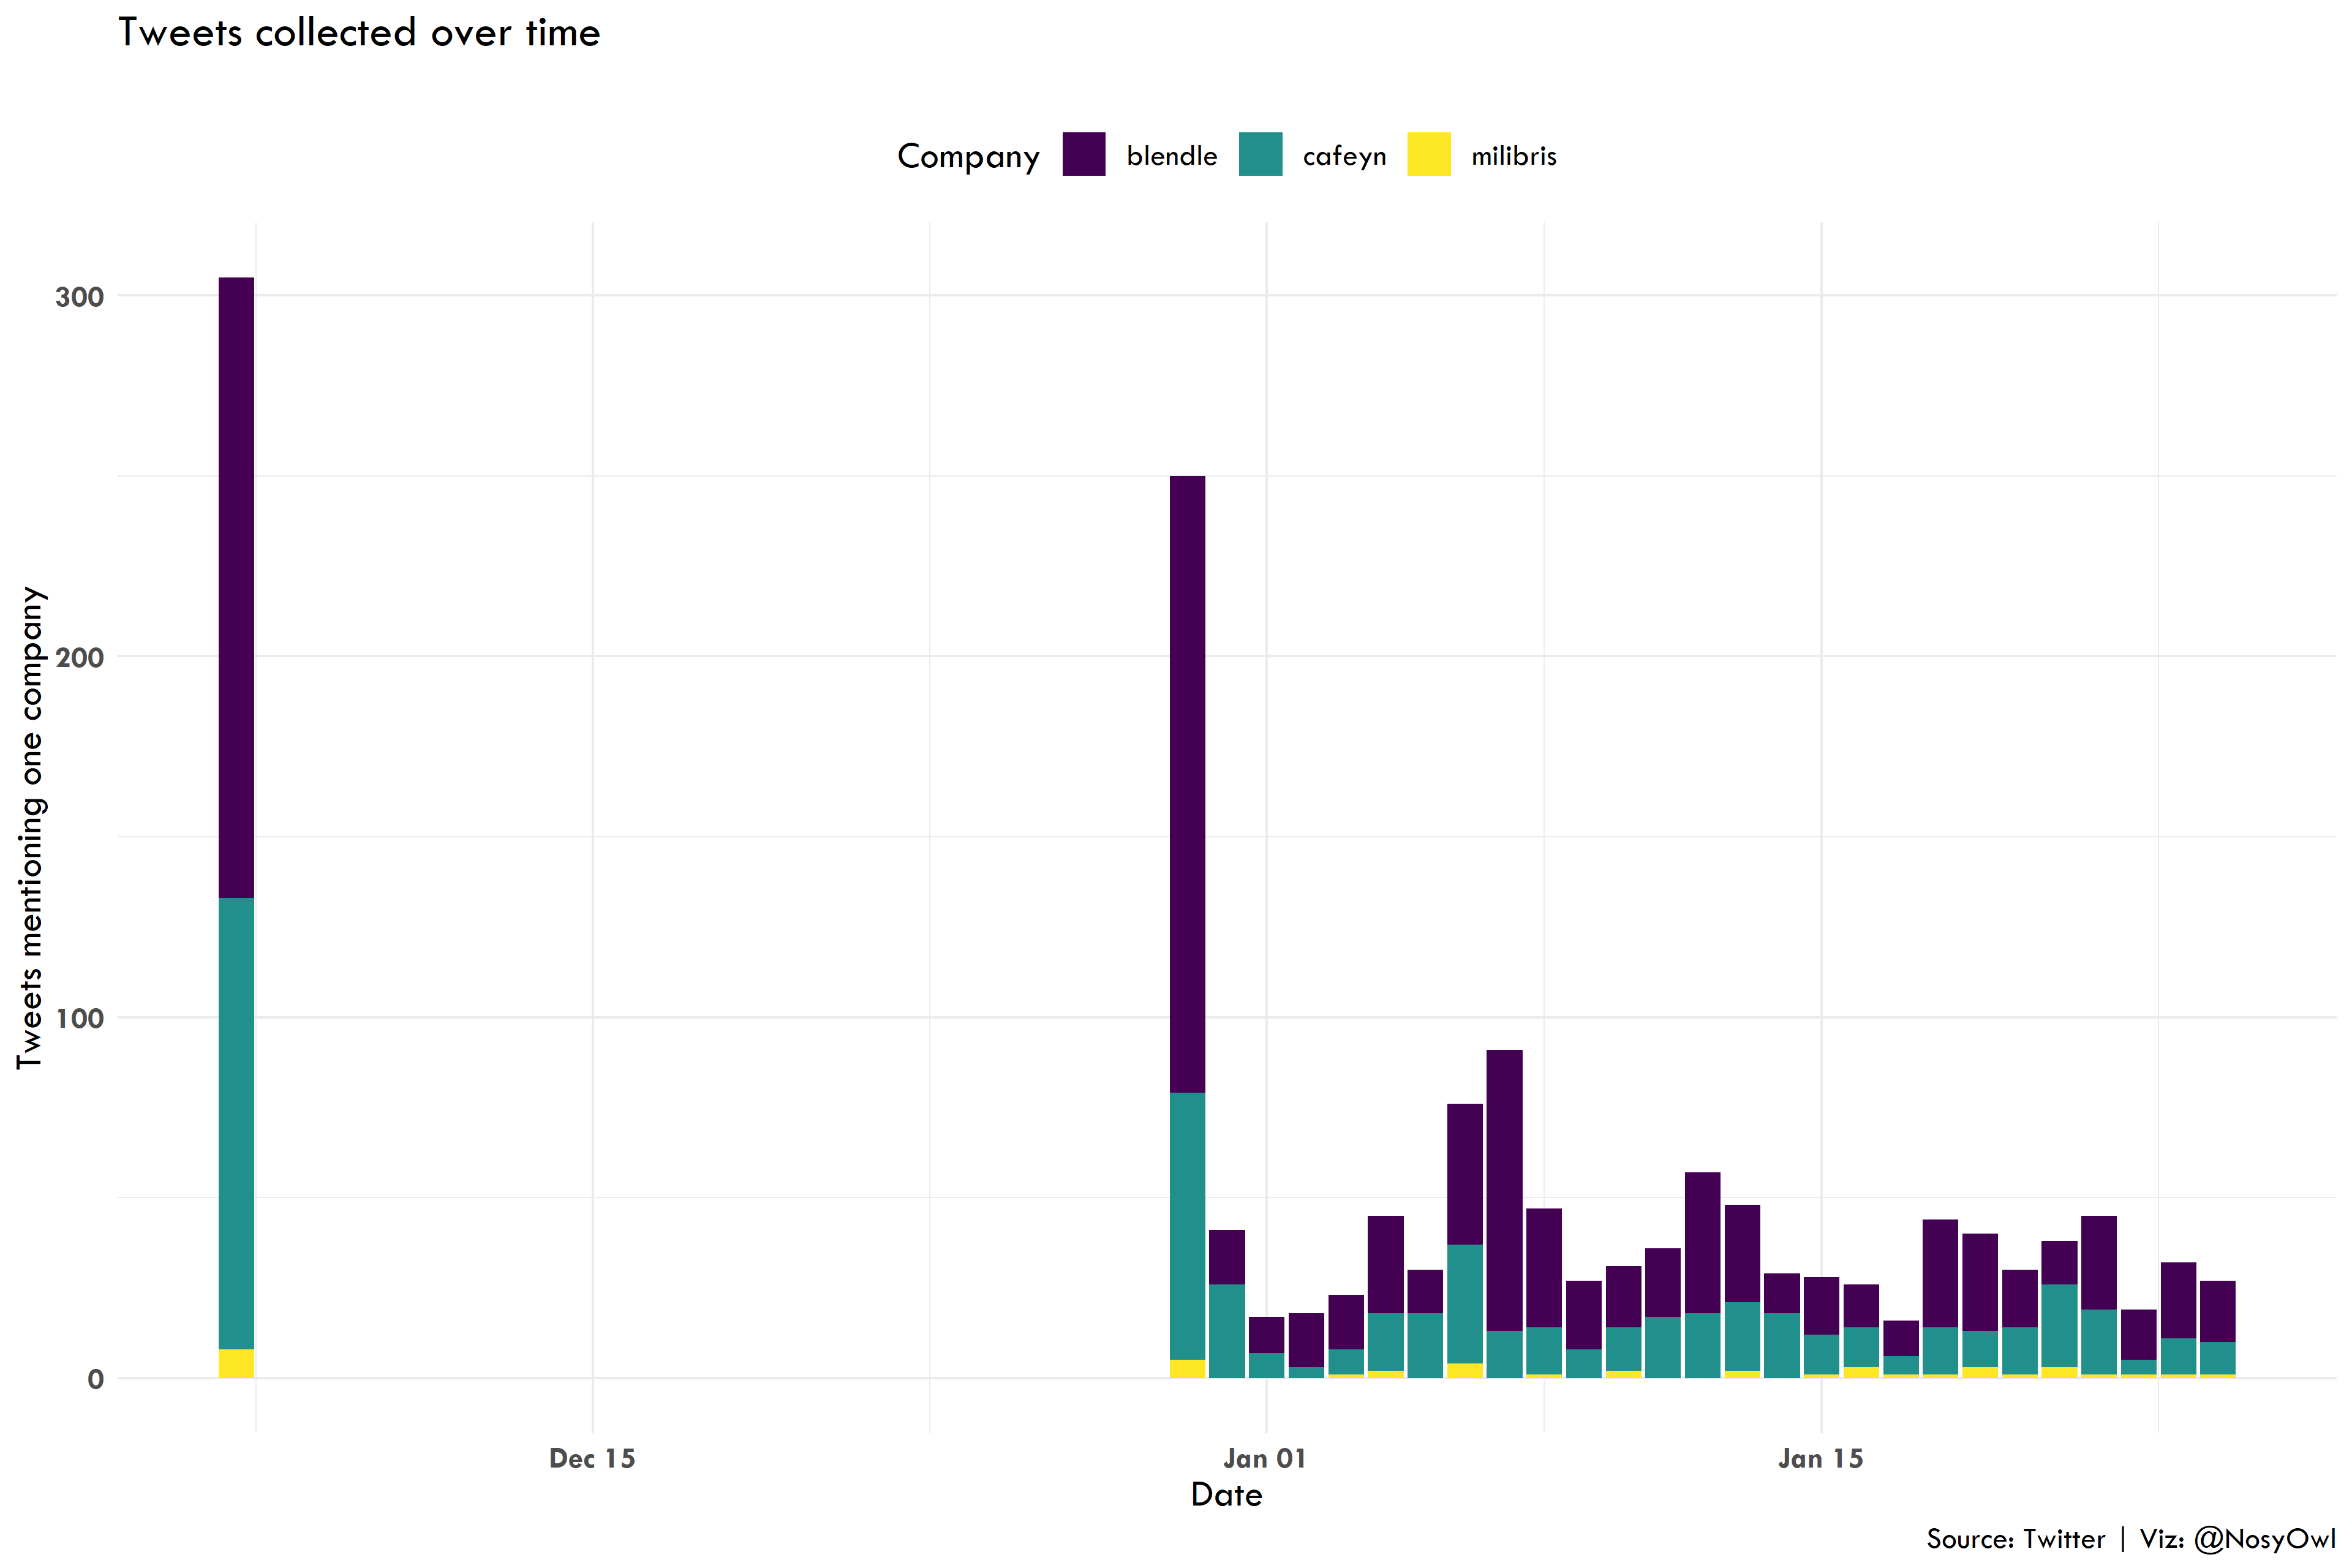 Tweets collected over time
Company blendle cafeyn milibris
Tweets mentioning one company
300
200
100
0
Dec 15 Jan 01 Jan 15
Date
Source: Twitter | Viz: @NosyOwl